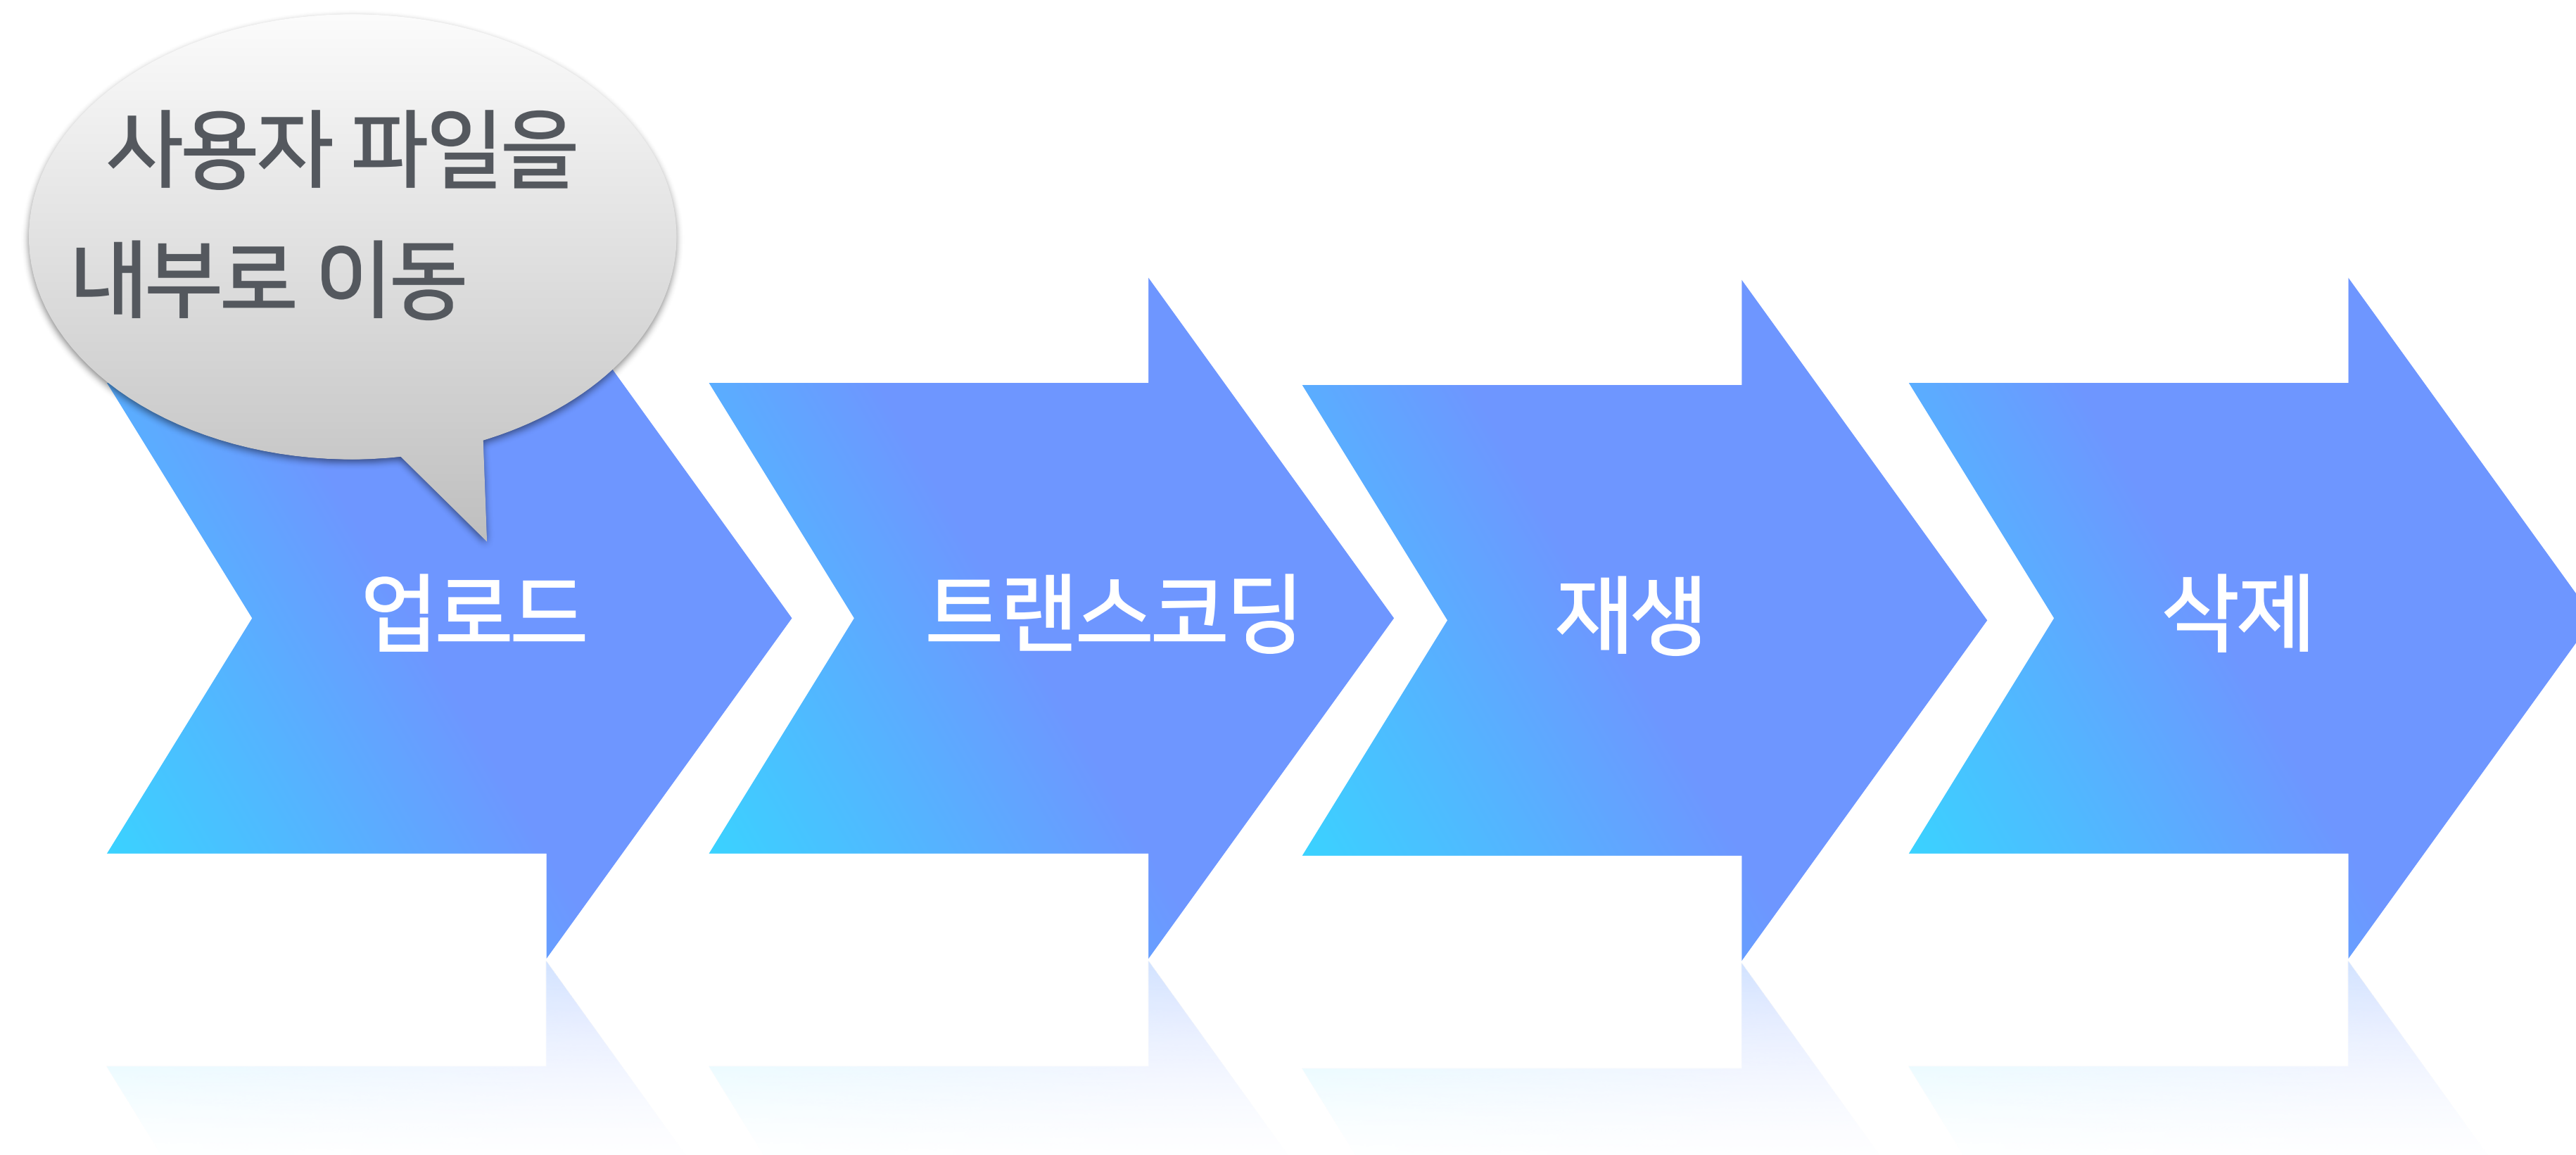 사용자 파일을
내부로 이동
업로드
트랜스코딩
재생
삭제